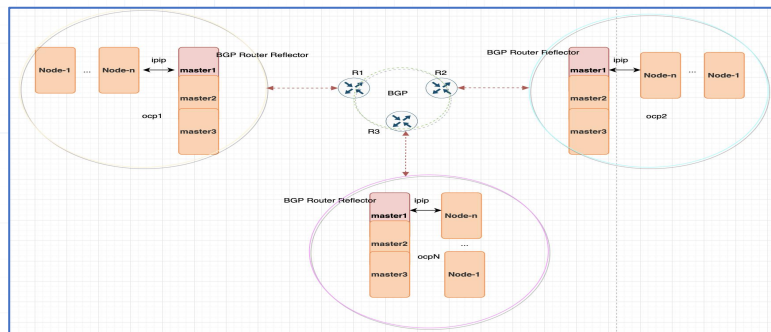 BGP Router Reflector
Node-1
...
Node-n
ipip
master1
master2
master3
ocp1
R1
R2
BGP
R3
BGP Router Reflector
master1
ipip
Node-n
...
Node-1
master2
master3
ocp2
BGP Router Reflector
master1
ipip
Node-n
master2
...
ocpN
master3
Node-1